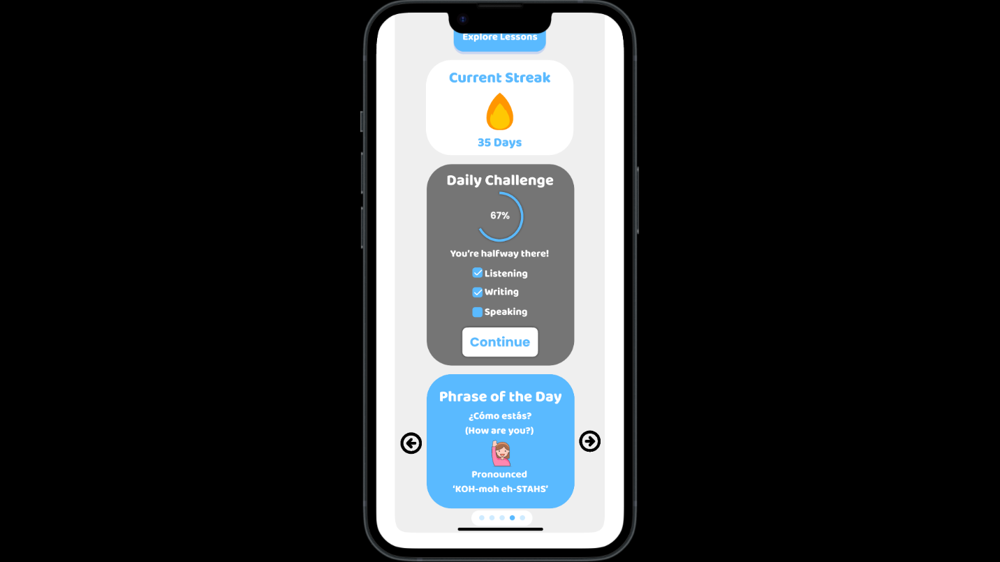 Explore Lessons
Current Streak
35 Days
Daily Challenge
67%
You're halfway there!
Listening
Writing
Speaking
Continue
Phrase of the Day
¿Cómo estás?
(How are you?)
Pronounced
‘KOH-moh eh-STAHS’